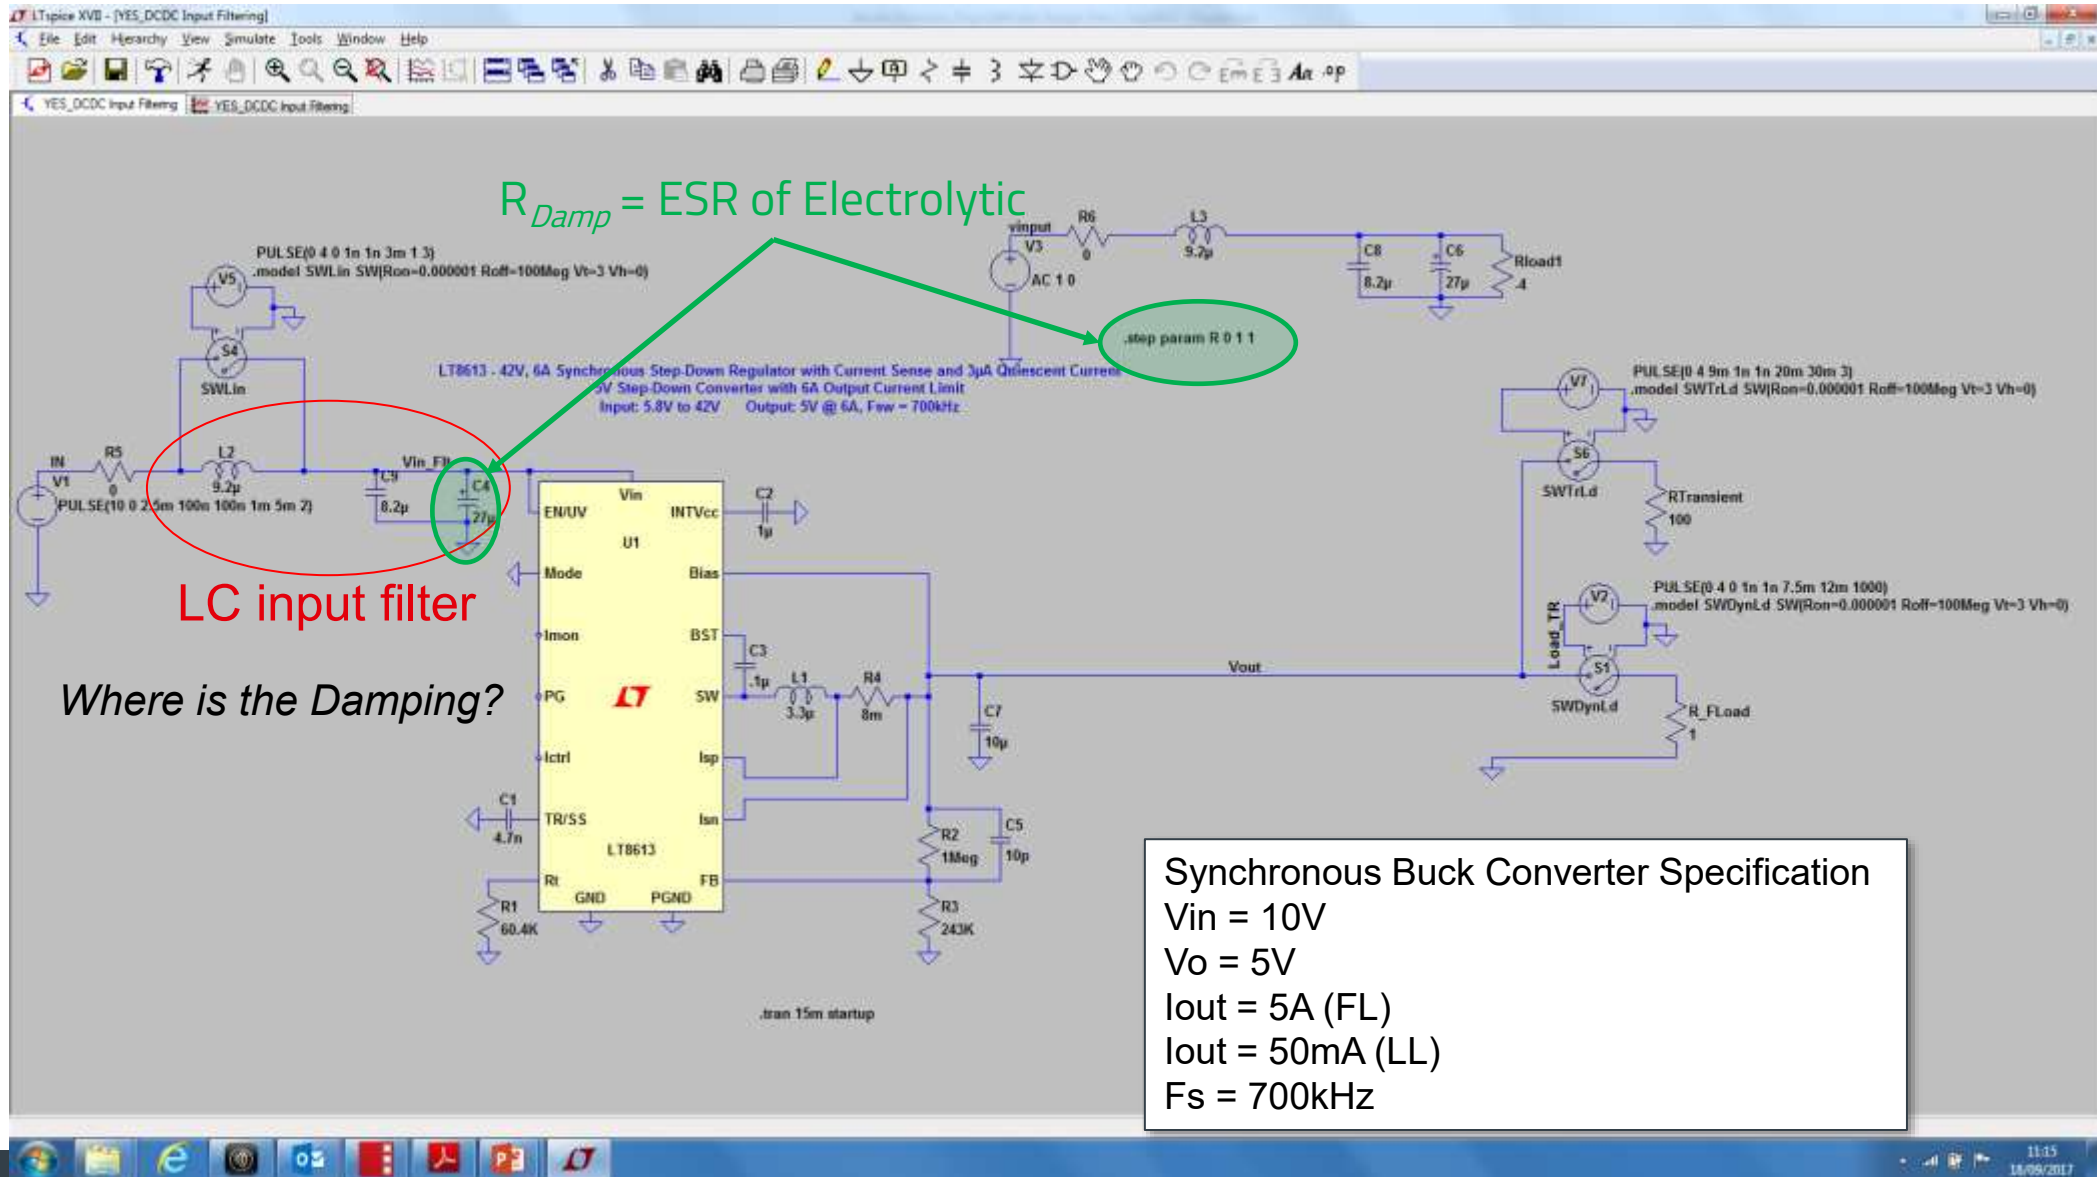 LTspice XVII - [YES_DCDC Input Filtering]
File Edit Hierarchy View Simulate Tools Window Help
YES_DCDC Input Filtering YES_DCDC Input Filtering
R_Damp = ESR of Electrolytic
PULSE(0 4 0 1n 1n 3m 1 3)
.model SWLin SW(Ron=0.000001 Roff=100Meg Vt=3 Vh=0)
V5
S4
SWLin
vinput
V3
AC 1 0
R6
0
L3
9.2µ
C8
8.2µ
C6
27µ
Rload1
.4
.step param R 0 1 1
LT8613 - 42V, 6A Synchronous Step-Down Regulator with Current Sense and 3µA Quiescent Current
5V Step-Down Converter with 6A Output Current Limit
Input: 5.8V to 42V Output: 5V @ 6A, Fsw = 700kHz
IN
V1
PULSE(10 0 2.5m 100n 100n 1m 5m 2)
R5
0
L2
9.2µ
C9
8.2µ
Vin_Flt
C4
27µ
LC input filter
Where is the Damping?
Vin
EN/UV
INTVcc
U1
Mode
Bias
Imon
BST
PG
LT
SW
Ictrl
Isp
TR/SS
Isn
LT8613
Rt
FB
GND
PGND
C2
1µ
C3
.1µ
L1
3.3µ
R4
8m
C1
4.7n
R1
60.4K
C7
10µ
R2
1Meg
C5
10p
R3
243K
Vout
V7
PULSE(0 4 9m 1n 1n 20m 30m 3)
.model SWTrLd SW(Ron=0.000001 Roff=100Meg Vt=3 Vh=0)
S6
SWTrLd
RTransient
100
V2
PULSE(0 4 0 1n 1n 7.5m 12m 1000)
.model SWDynLd SW(Ron=0.000001 Roff=100Meg Vt=3 Vh=0)
Load_TR
S1
SWDynLd
R_FLoad
1
.tran 15m startup
Synchronous Buck Converter Specification
Vin = 10V
Vo = 5V
Iout = 5A (FL)
Iout = 50mA (LL)
Fs = 700kHz
11:15
18/09/2017